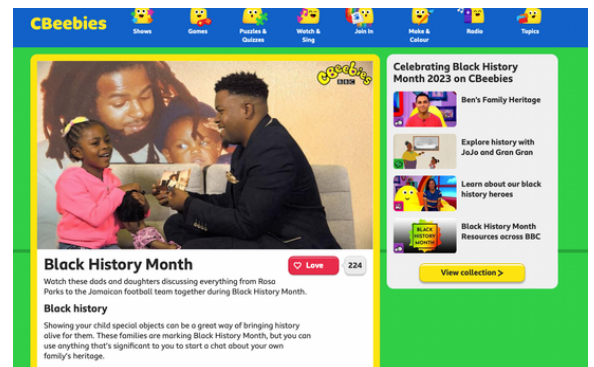 CBeebies
Shows
Games
Puzzles &
Quizzes
Watch &
Sing
Join In
Make &
Colour
Radio
Topics
CBeebies
BBC
Black History Month
Love
224
Watch these dads and daughters discussing everything from Rosa
Parks to the Jamaican football team together during Black History Month.
Black history
Showing your child special objects can be a great way of bringing history
alive for them. These families are marking Black History Month, but you can
use anything that's significant to you to start a chat about your own
family's heritage.
Celebrating Black History
Month 2023 on CBeebies
Ben's Family Heritage
Explore history with
JoJo and Gran Gran
Learn about our black
history heroes
BLACK
HISTORY
MONTH
Black History Month
Resources across BBC
View collection >